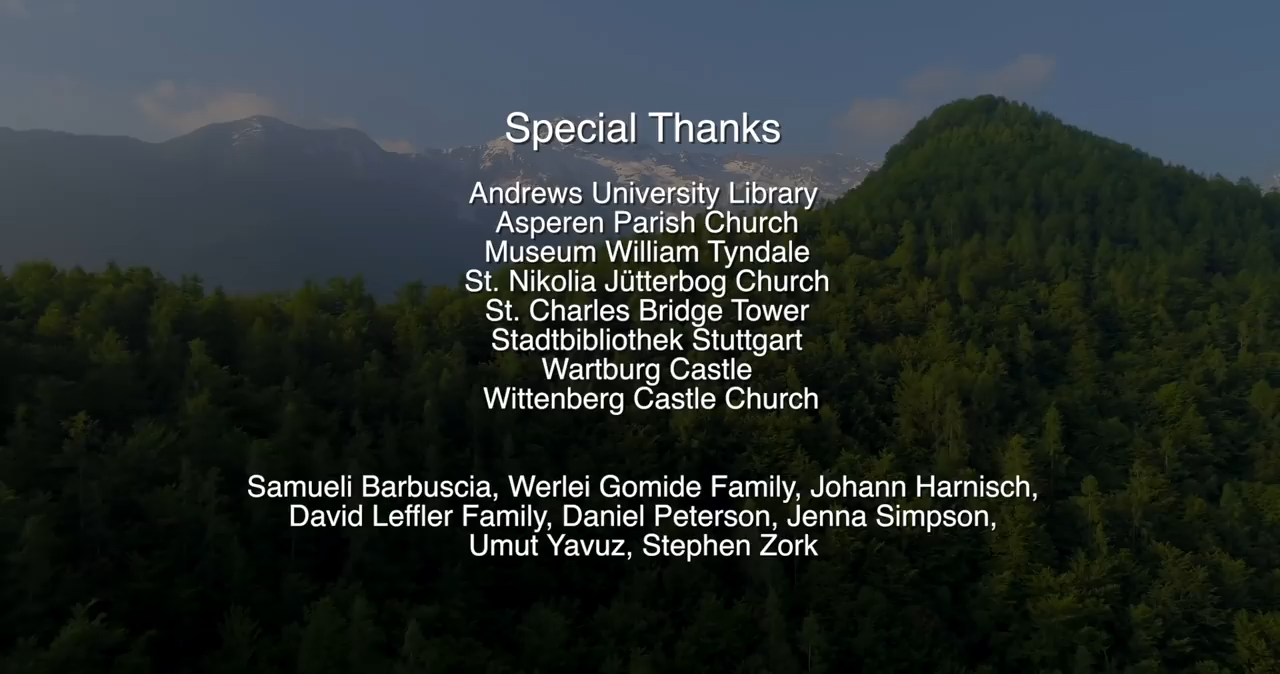 Special Thanks
Andrews University Library
Asperen Parish Church
Museum William Tyndale
St. Nikolia Jütterbog Church
St. Charles Bridge Tower
Stadtbibliothek Stuttgart
Wartburg Castle
Wittenberg Castle Church
Samueli Barbuscia, Werlei Gomide Family, Johann Harnisch,
David Leffler Family, Daniel Peterson, Jenna Simpson,
Umut Yavuz, Stephen Zork